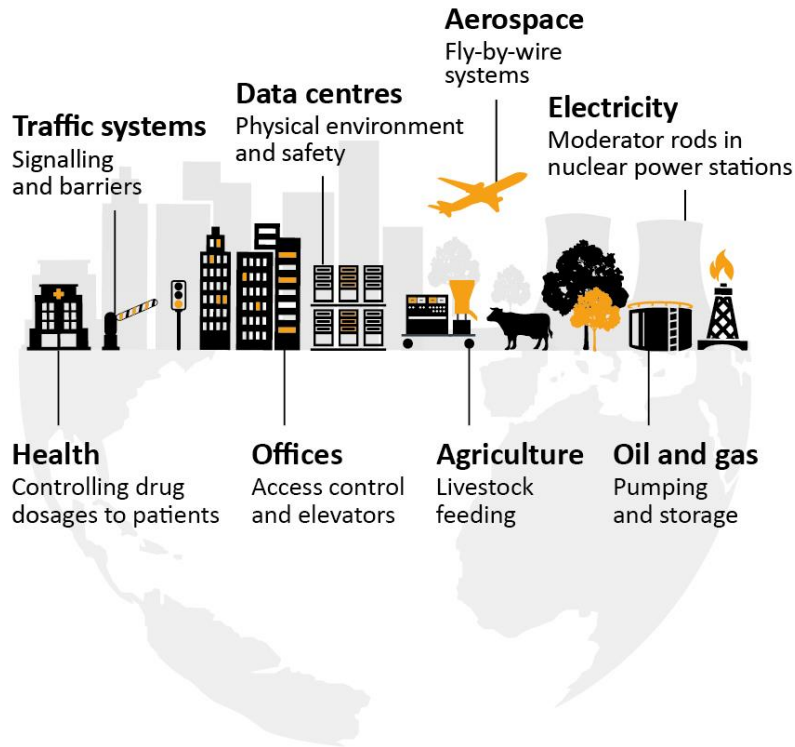 Aerospace
Fly-by-wire
systems
Data centres
Physical environment
and safety
Electricity
Moderator rods in
nuclear power stations
Traffic systems
Signalling
and barriers
Health
Controlling drug
dosages to patients
Offices
Access control
and elevators
Agriculture
Livestock
feeding
Oil and gas
Pumping
and storage